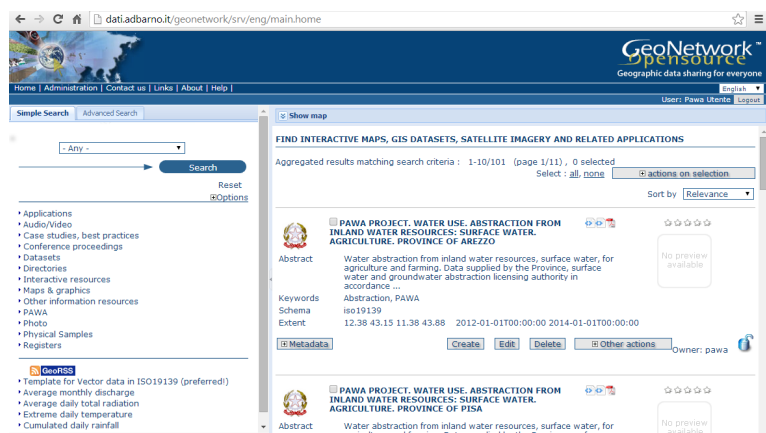 dati.adbarno.it/geonetwork/srv/eng/main.home
GeoNetwork ™
Opensource
Geographic data sharing for everyone
Home | Administration | Contact us | Links | About | Help |
English
User: Pawa Utente Logout
Simple Search Advanced Search
- Any -
Search
Reset
Options
Applications
Audio/Video
Case studies, best practices
Conference proceedings
Datasets
Directories
Interactive resources
Maps & graphics
Other information resources
PAWA
Photo
Physical Samples
Registers
GeoRSS
Template for Vector data in ISO19139 (preferred!)
Average monthly discharge
Average daily total radiation
Extreme daily temperature
Cumulated daily rainfall
Show map
FIND INTERACTIVE MAPS, GIS DATASETS, SATELLITE IMAGERY AND RELATED APPLICATIONS
Aggregated results matching search criteria : 1-10/101 (page 1/11) , 0 selected
Select : all, none actions on selection
Sort by Relevance
PAWA PROJECT. WATER USE. ABSTRACTION FROM
INLAND WATER RESOURCES: SURFACE WATER.
AGRICULTURE. PROVINCE OF AREZZO
No preview
available
Abstract Water abstraction from inland water resources, surface water, for
agriculture and farming. Data supplied by the Province, surface
water and groundwater abstraction licensing authority in
accordance ...
Keywords Abstraction, PAWA
Schema iso19139
Extent 12.38 43.15 11.38 43.88 2012-01-01T00:00:00 2014-01-01T00:00:00
Metadata Create Edit Delete Other actions Owner: pawa
PAWA PROJECT. WATER USE. ABSTRACTION FROM
INLAND WATER RESOURCES: SURFACE WATER.
AGRICULTURE. PROVINCE OF PISA
No preview
Abstract Water abstraction from inland water resources, surface water, for